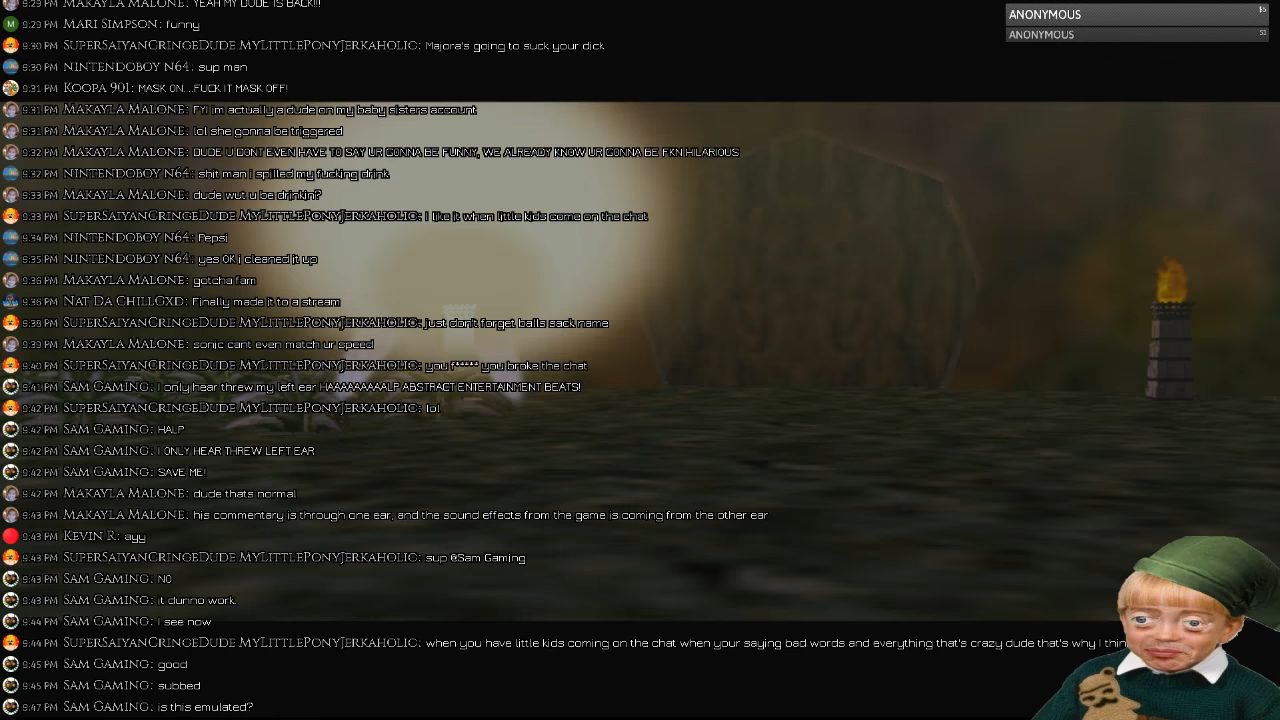 9:29 PM MAKAYLA MALONE: YEAH MY DUDE IS BACK!!!
M 9:29 PM MARI SIMPSON: funny
9:30 PM SUPERSAIYANCRINGEDUDE MYLITTLEPONYJERKAHOLIC: Majora's going to suck your dick
9:30 PM NINTENDOBOY N64: sup man
9:31 PM KOOPA 901: MASK ON....FUCK IT MASK OFF!
9:31 PM MAKAYLA MALONE: FYI im actually a dude on my baby sisters account
9:31 PM MAKAYLA MALONE: lol she gonna be triggered
9:32 PM MAKAYLA MALONE: DUDE U DONT EVEN HAVE TO SAY UR GONNA BE FUNNY, WE ALREADY KNOW UR GONNA BE FKN HILARIOUS
9:32 PM NINTENDOBOY N64: shit man i spilled my fucking drink
9:33 PM MAKAYLA MALONE: dude wut u be drinkin?
9:33 PM SUPERSAIYANCRINGEDUDE MYLITTLEPONYJERKAHOLIC: I like it when little kids come on the chat
9:34 PM NINTENDOBOY N64: Pepsi
9:35 PM NINTENDOBOY N64: yes OK i cleaned it up
9:36 PM MAKAYLA MALONE: gotcha fam
9:36 PM NAT DA CHILLGXD: Finally made it to a stream
9:38 PM SUPERSAIYANCRINGEDUDE MYLITTLEPONYJERKAHOLIC: just don't forget balls sack name
9:39 PM MAKAYLA MALONE: sonic cant even match ur speed
9:40 PM SUPERSAIYANCRINGEDUDE MYLITTLEPONYJERKAHOLIC: you f***** you broke the chat
9:41 PM SAM GAMING: I only hear threw my left ear HAAAAAAAAALP ABSTRACT ENTERTAINMENT BEATS!
9:42 PM SUPERSAIYANCRINGEDUDE MYLITTLEPONYJERKAHOLIC: lol
9:42 PM SAM GAMING: HALP
9:42 PM SAM GAMING: I ONLY HEAR THREW LEFT EAR
9:42 PM SAM GAMING: SAVE ME!
9:42 PM MAKAYLA MALONE: dude thats normal
9:43 PM MAKAYLA MALONE: his commentary is through one ear, and the sound effects from the game is coming from the other ear
9:43 PM KEVIN R.: ayy
9:43 PM SUPERSAIYANCRINGEDUDE MYLITTLEPONYJERKAHOLIC: sup @Sam Gaming
9:43 PM SAM GAMING: NO
9:43 PM SAM GAMING: it dunno work.
9:44 PM SAM GAMING: I see now
9:44 PM SUPERSAIYANCRINGEDUDE MYLITTLEPONYJERKAHOLIC: when you have little kids coming on the chat when your saying bad words and everything that's crazy dude that's why I thin
9:45 PM SAM GAMING: good
9:45 PM SAM GAMING: subbed
9:47 PM SAM GAMING: is this emulated?
ANONYMOUS $5
ANONYMOUS $1